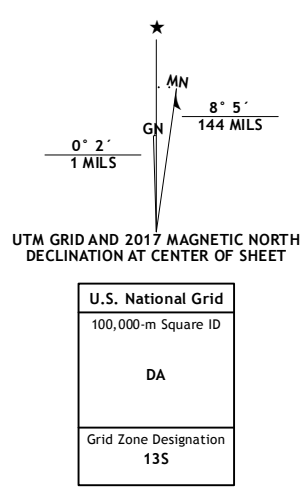 ★
MN
8° 5´
144 MILS
GN
0° 2´
1 MILS
UTM GRID AND 2017 MAGNETIC NORTH
DECLINATION AT CENTER OF SHEET
U.S. National Grid
100,000-m Square ID
DA
Grid Zone Designation
13S